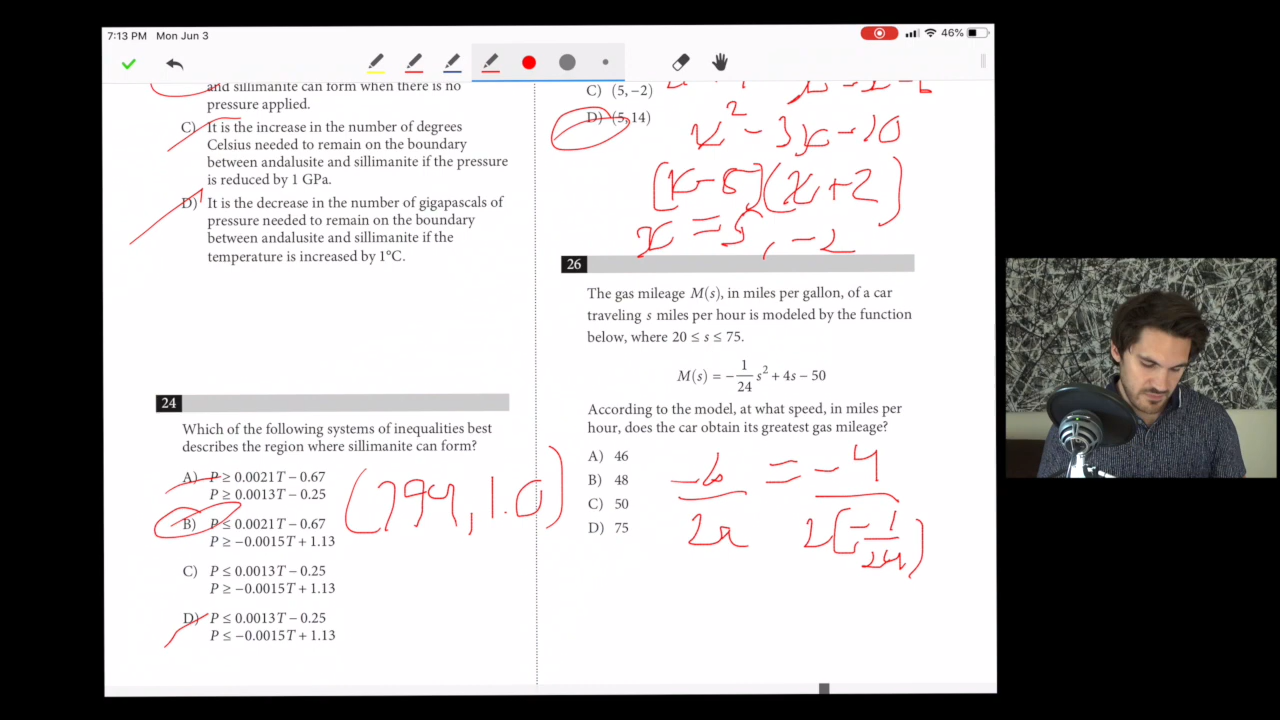 7:13 PM Mon Jun 3
46%
and sillimanite can form when there is no
pressure applied.
C) It is the increase in the number of degrees
Celsius needed to remain on the boundary
between andalusite and sillimanite if the pressure
is reduced by 1 GPa.
D) It is the decrease in the number of gigapascals of
pressure needed to remain on the boundary
between andalusite and sillimanite if the
temperature is increased by 1°C.
24
Which of the following systems of inequalities best
describes the region where sillimanite can form?
A) P ≥ 0.0021T − 0.67
P ≥ 0.0013T − 0.25
B) P ≤ 0.0021T − 0.67
P ≥ −0.0015T + 1.13
C) P ≤ 0.0013T − 0.25
P ≥ −0.0015T + 1.13
D) P ≤ 0.0013T − 0.25
P ≤ −0.0015T + 1.13
C) (5, −2)
D) (5, 14)
x² − 3x − 10
(x − 5)(x + 2)
x = 5, −2
26
The gas mileage M(s), in miles per gallon, of a car
traveling s miles per hour is modeled by the function
below, where 20 ≤ s ≤ 75.
M(s) = −1/24 s² + 4s − 50
According to the model, at what speed, in miles per
hour, does the car obtain its greatest gas mileage?
A) 46
B) 48
C) 50
D) 75
−b/2a = −4/2(−1/24)